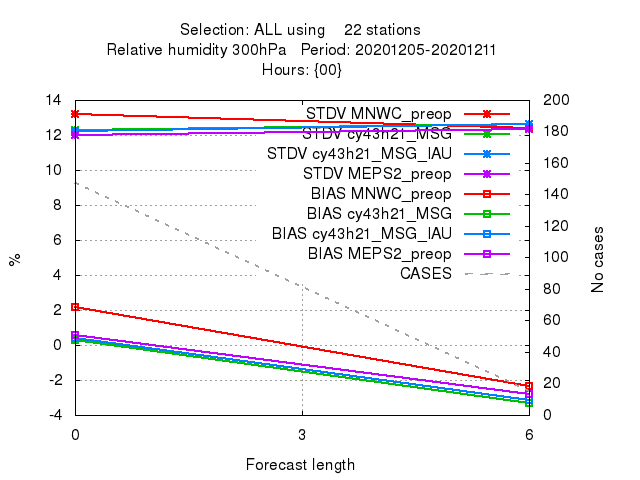 Selection: ALL using    22 stations
Relative humidity 300hPa   Period: 20201205-20201211
Hours: {00}
14 200
12 180
10 160
8 140
6 120
4 100
2 80
0 60
-2 40
-4 20
0
%
No cases
STDV MNWC_preop
STDV cy43h21_MSG
STDV cy43h21_MSG_IAU
STDV MEPS2_preop
BIAS MNWC_preop
BIAS cy43h21_MSG
BIAS cy43h21_MSG_IAU
BIAS MEPS2_preop
CASES
0 3 6
Forecast length